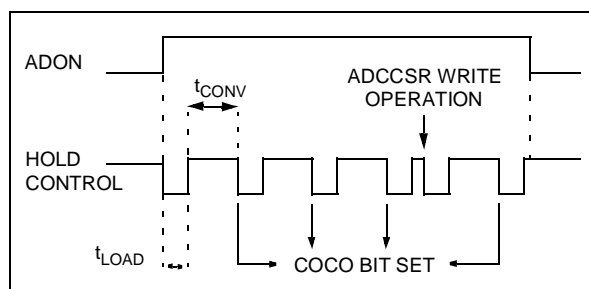 ADON
tCONV
ADCCSR WRITE
OPERATION
HOLD
CONTROL
tLOAD
COCO BIT SET